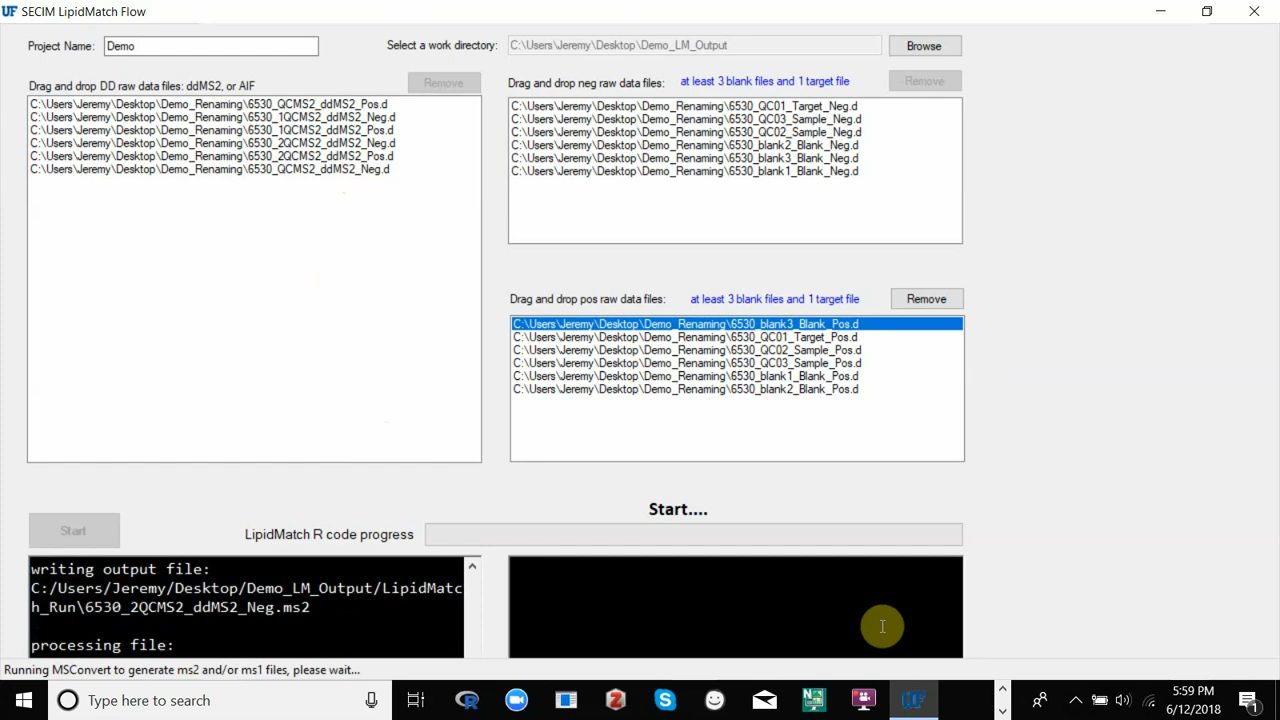 UF SECIM LipidMatch Flow
Project Name: Demo
Select a work directory: C:\Users\Jeremy\Desktop\Demo_LM_Output Browse
Drag and drop DD raw data files: ddMS2, or AIF Remove
C:\Users\Jeremy\Desktop\Demo_Renaming\6530_QCMS2_ddMS2_Pos.d
C:\Users\Jeremy\Desktop\Demo_Renaming\6530_1QCMS2_ddMS2_Neg.d
C:\Users\Jeremy\Desktop\Demo_Renaming\6530_1QCMS2_ddMS2_Pos.d
C:\Users\Jeremy\Desktop\Demo_Renaming\6530_2QCMS2_ddMS2_Neg.d
C:\Users\Jeremy\Desktop\Demo_Renaming\6530_2QCMS2_ddMS2_Pos.d
C:\Users\Jeremy\Desktop\Demo_Renaming\6530_QCMS2_ddMS2_Neg.d
Drag and drop neg raw data files: at least 3 blank files and 1 target file Remove
C:\Users\Jeremy\Desktop\Demo_Renaming\6530_QC01_Target_Neg.d
C:\Users\Jeremy\Desktop\Demo_Renaming\6530_QC03_Sample_Neg.d
C:\Users\Jeremy\Desktop\Demo_Renaming\6530_QC02_Sample_Neg.d
C:\Users\Jeremy\Desktop\Demo_Renaming\6530_blank2_Blank_Neg.d
C:\Users\Jeremy\Desktop\Demo_Renaming\6530_blank3_Blank_Neg.d
C:\Users\Jeremy\Desktop\Demo_Renaming\6530_blank1_Blank_Neg.d
Drag and drop pos raw data files: at least 3 blank files and 1 target file Remove
C:\Users\Jeremy\Desktop\Demo_Renaming\6530_blank3_Blank_Pos.d
C:\Users\Jeremy\Desktop\Demo_Renaming\6530_QC01_Target_Pos.d
C:\Users\Jeremy\Desktop\Demo_Renaming\6530_QC02_Sample_Pos.d
C:\Users\Jeremy\Desktop\Demo_Renaming\6530_QC03_Sample_Pos.d
C:\Users\Jeremy\Desktop\Demo_Renaming\6530_blank1_Blank_Pos.d
C:\Users\Jeremy\Desktop\Demo_Renaming\6530_blank2_Blank_Pos.d
Start....
Start
LipidMatch R code progress
writing output file:
C:/Users/Jeremy/Desktop/Demo_LM_Output/LipidMatc
h_Run\6530_2QCMS2_ddMS2_Neg.ms2
processing file:
Running MSConvert to generate ms2 and/or ms1 files, please wait...
Type here to search
5:59 PM
6/12/2018